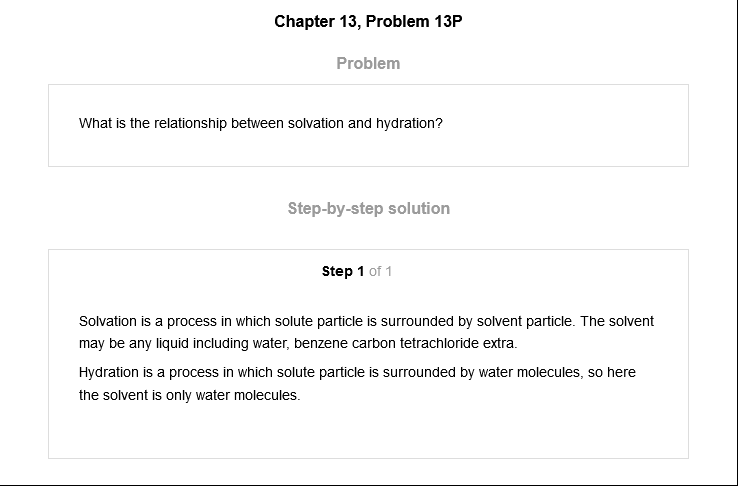 Chapter 13, Problem 13P
Problem
What is the relationship between solvation and hydration?
Step-by-step solution
Step 1 of 1
Solvation is a process in which solute particle is surrounded by solvent particle. The solvent
may be any liquid including water, benzene carbon tetrachloride extra.
Hydration is a process in which solute particle is surrounded by water molecules, so here
the solvent is only water molecules.